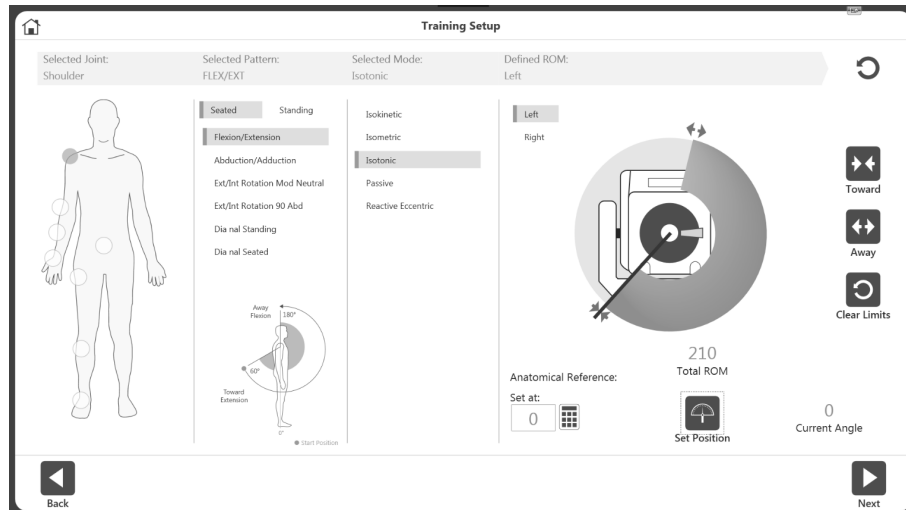 Training Setup
Selected Joint:
Shoulder
Selected Pattern:
FLEX/EXT
Selected Mode:
Isotonic
Defined ROM:
Left
Seated
Standing
Flexion/Extension
Abduction/Adduction
Ext/Int Rotation Mod Neutral
Ext/Int Rotation 90 Abd
Dia nal Standing
Dia nal Seated
Away
Flexion
180°
60°
Toward
Extension
0°
Start Position
Isokinetic
Isometric
Isotonic
Passive
Reactive Eccentric
Left
Right
Toward
Away
Clear Limits
210
Total ROM
Anatomical Reference:
Set at:
0
Set Position
0
Current Angle
Back
Next